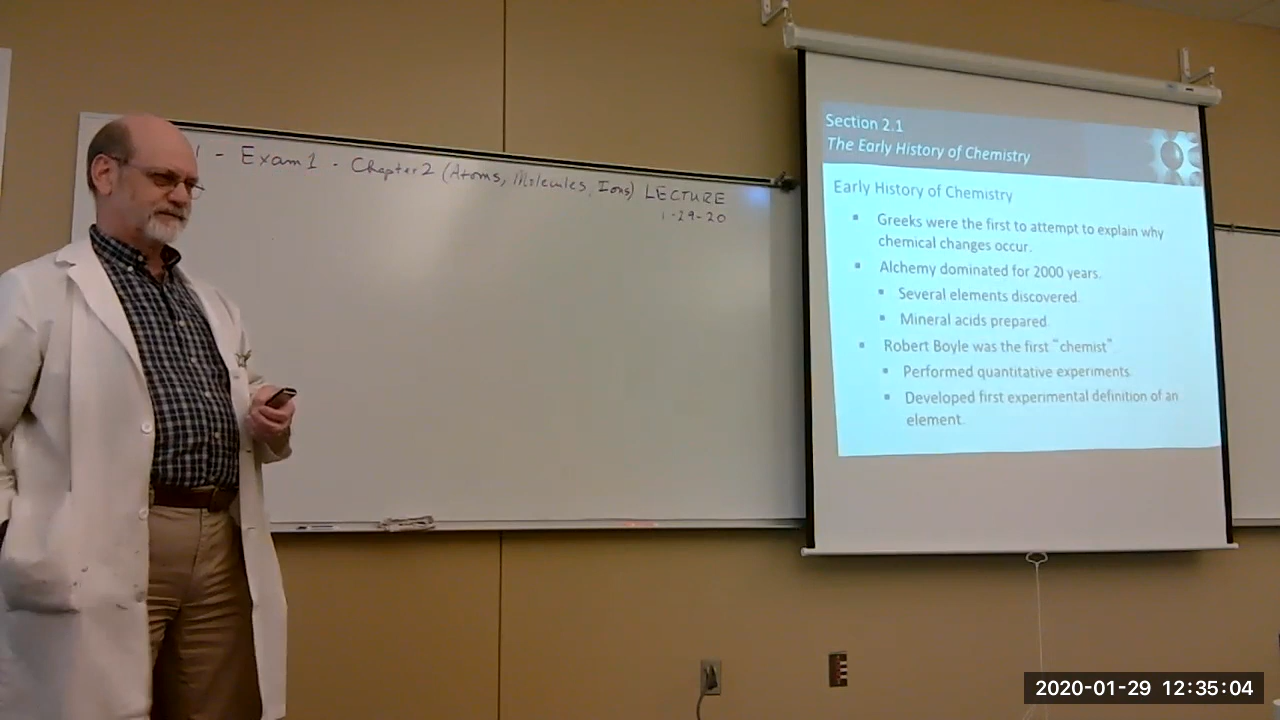 1 - Exam 1 - Chapter 2 (Atoms, Molecules, Ions) LECTURE
1-29-20
Section 2.1
The Early History of Chemistry
Early History of Chemistry
Greeks were the first to attempt to explain why
chemical changes occur.
Alchemy dominated for 2000 years.
Several elements discovered.
Mineral acids prepared.
Robert Boyle was the first "chemist".
Performed quantitative experiments.
Developed first experimental definition of an
element.
2020-01-29 12:35:04